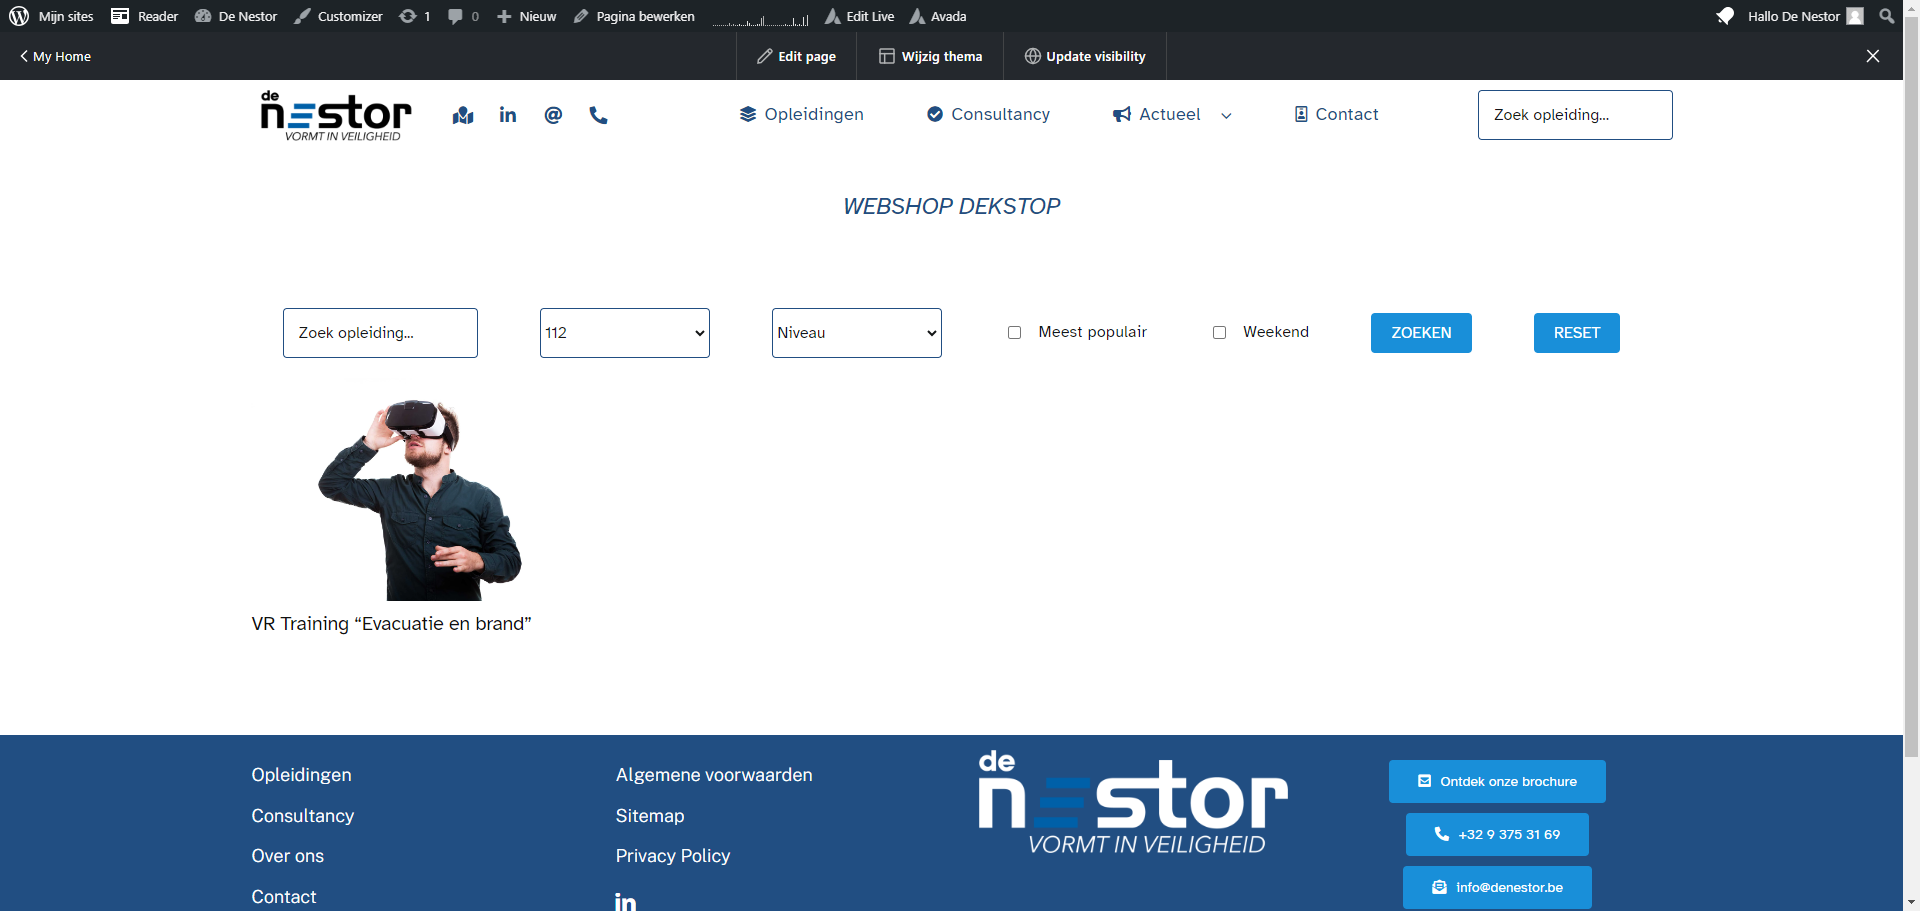 Mijn sites Reader De Nestor Customizer 1 0 Nieuw Pagina bewerken Edit Live Avada Hallo De Nestor
My Home Edit page Wijzig thema Update visibility
de
nestor
VORMT IN VEILIGHEID
Opleidingen Consultancy Actueel Contact Zoek opleiding...
WEBSHOP DEKSTOP
Zoek opleiding... 112 Niveau Meest populair Weekend ZOEKEN RESET
VR Training “Evacuatie en brand”
Opleidingen
Consultancy
Over ons
Contact
Algemene voorwaarden
Sitemap
Privacy Policy
in
de
nestor
VORMT IN VEILIGHEID
Ontdek onze brochure
+32 9 375 31 69
info@denestor.be